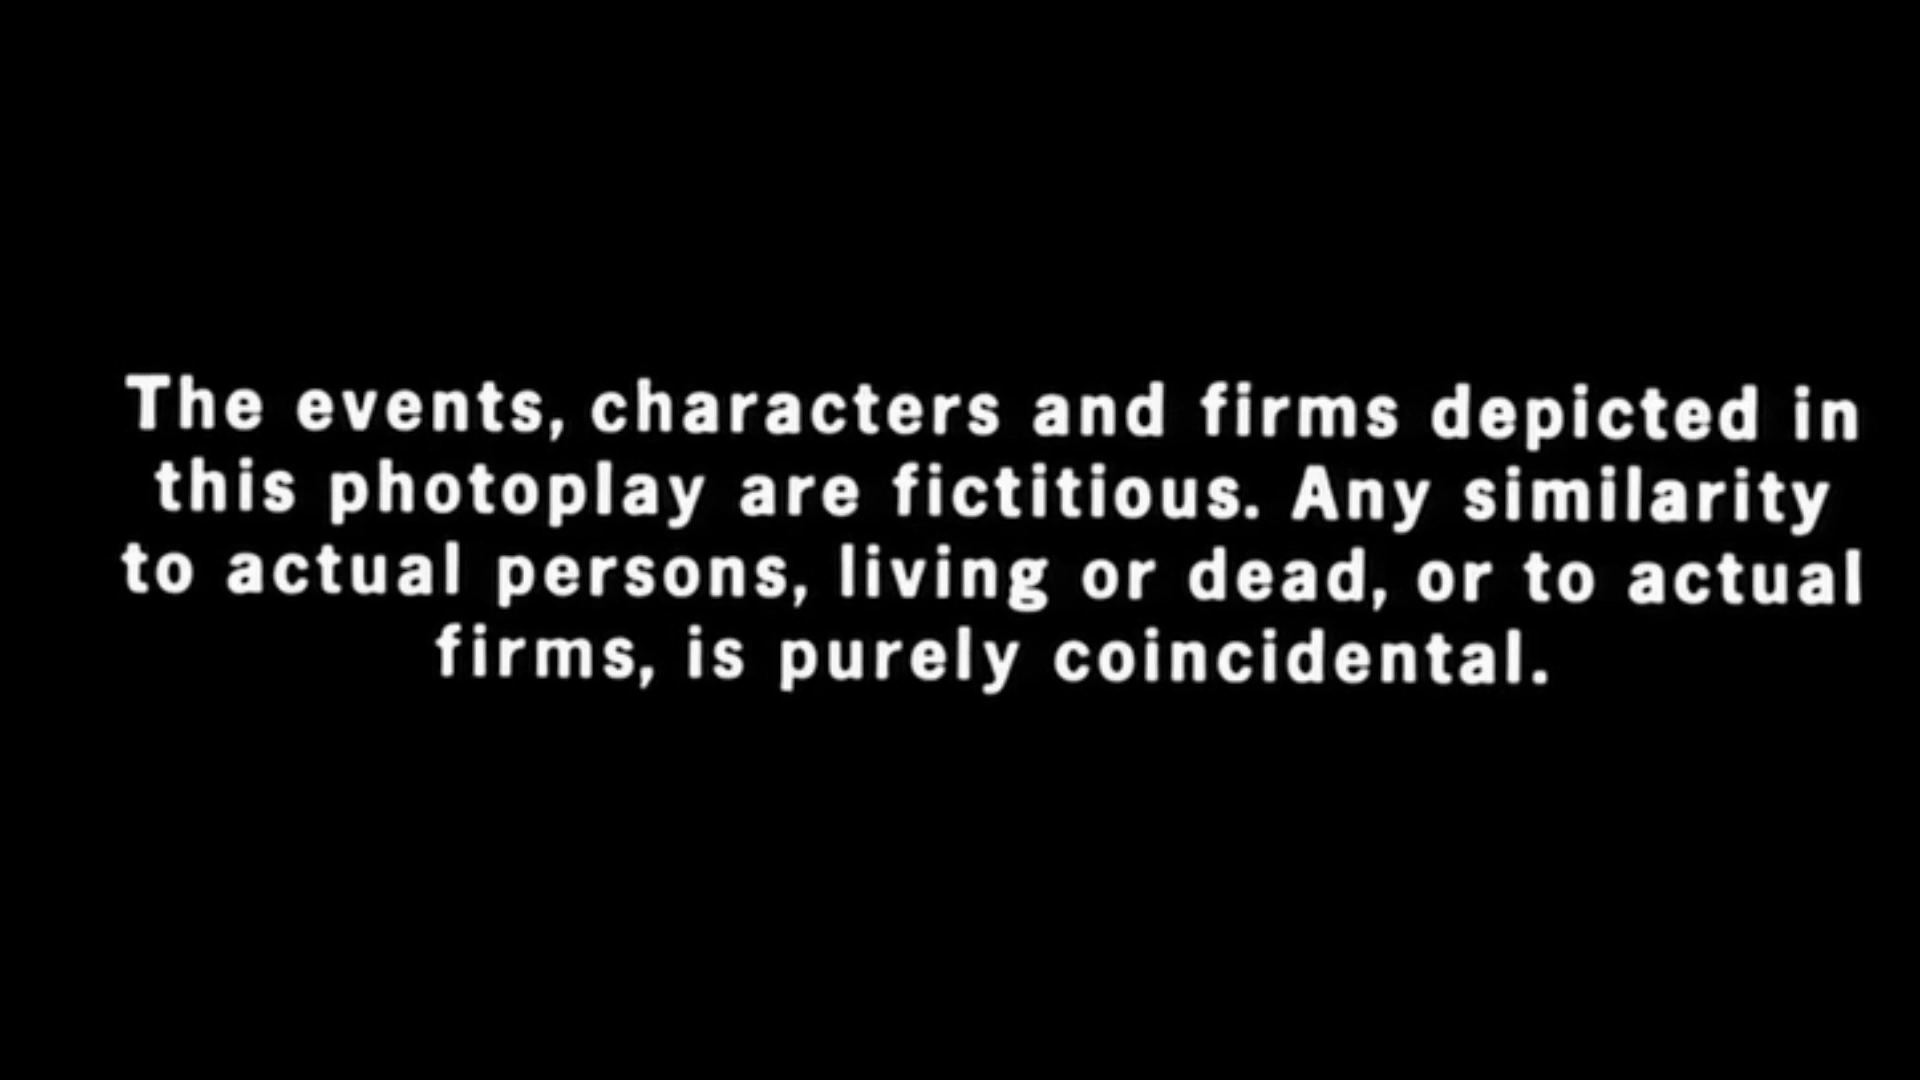 The events, characters and firms depicted in
this photoplay are fictitious. Any similarity
to actual persons, living or dead, or to actual
firms, is purely coincidental.